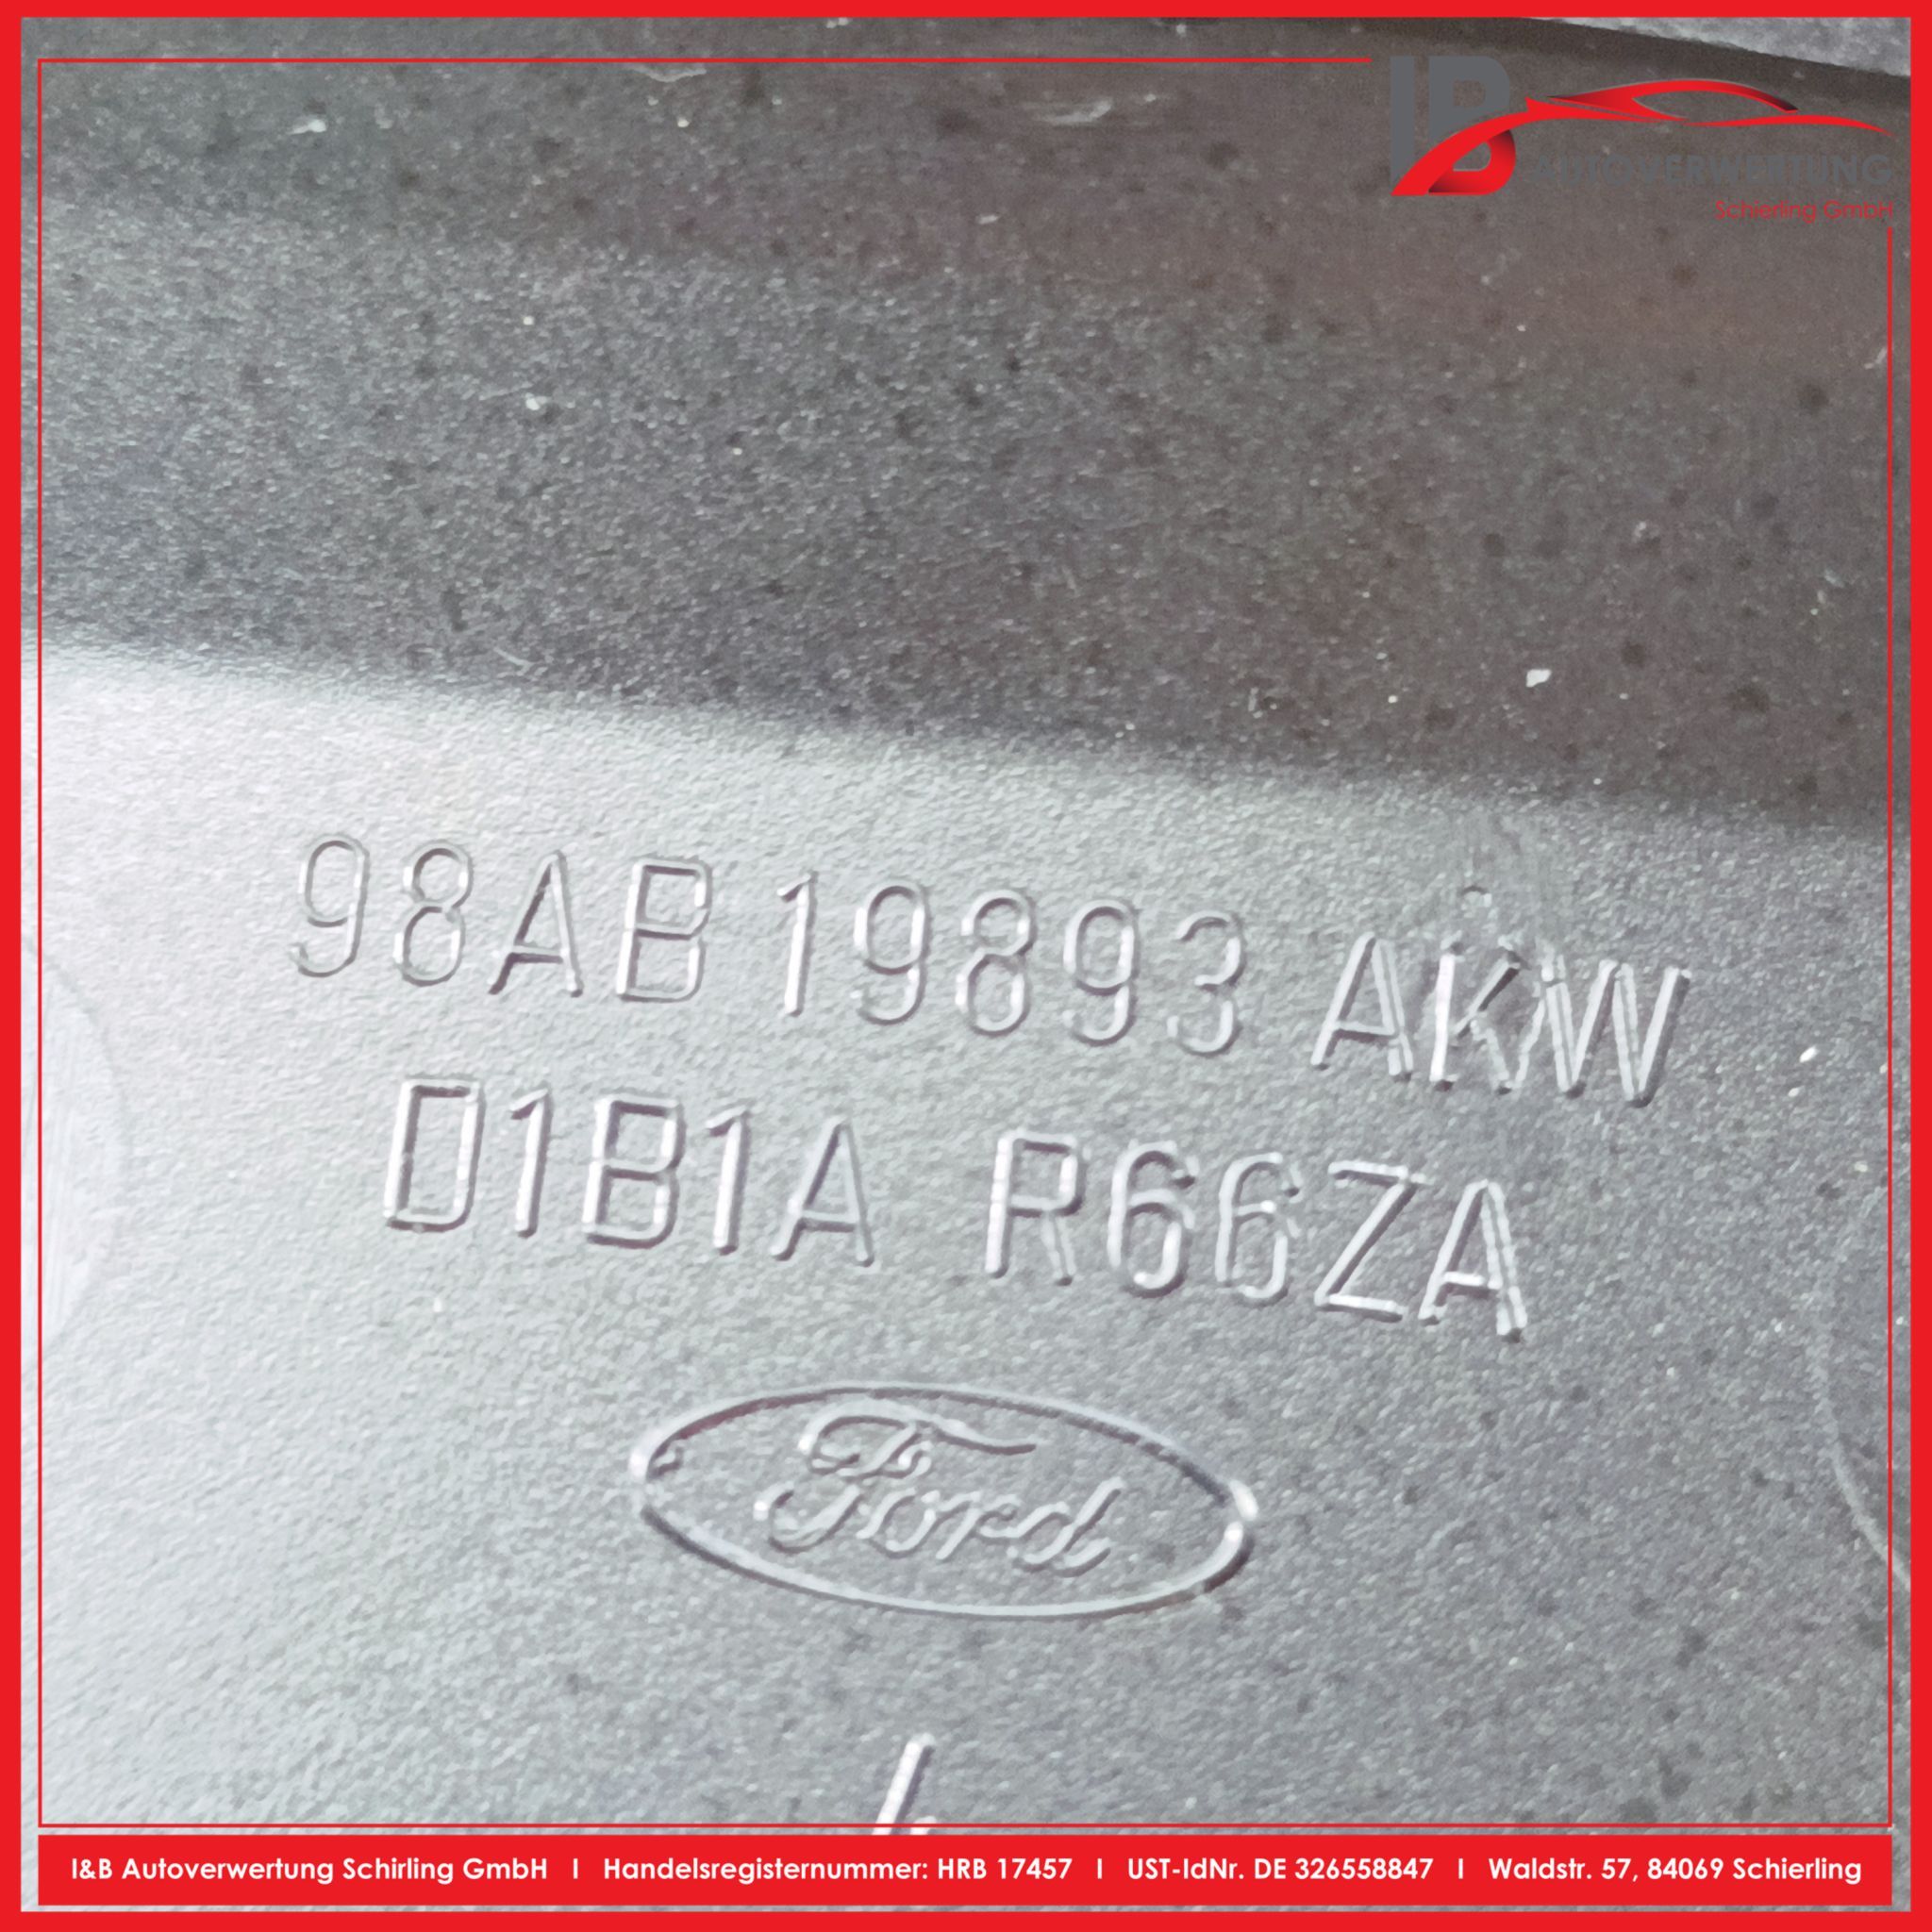 IB
AUTOVERWERTUNG
Schierling GmbH
98AB 19893 AKW
D1B1A R66ZA
Ford
I&B Autoverwertung Schirling GmbH I Handelsregisternummer: HRB 17457 I UST-IdNr. DE 326558847 I Waldstr. 57, 84069 Schierling